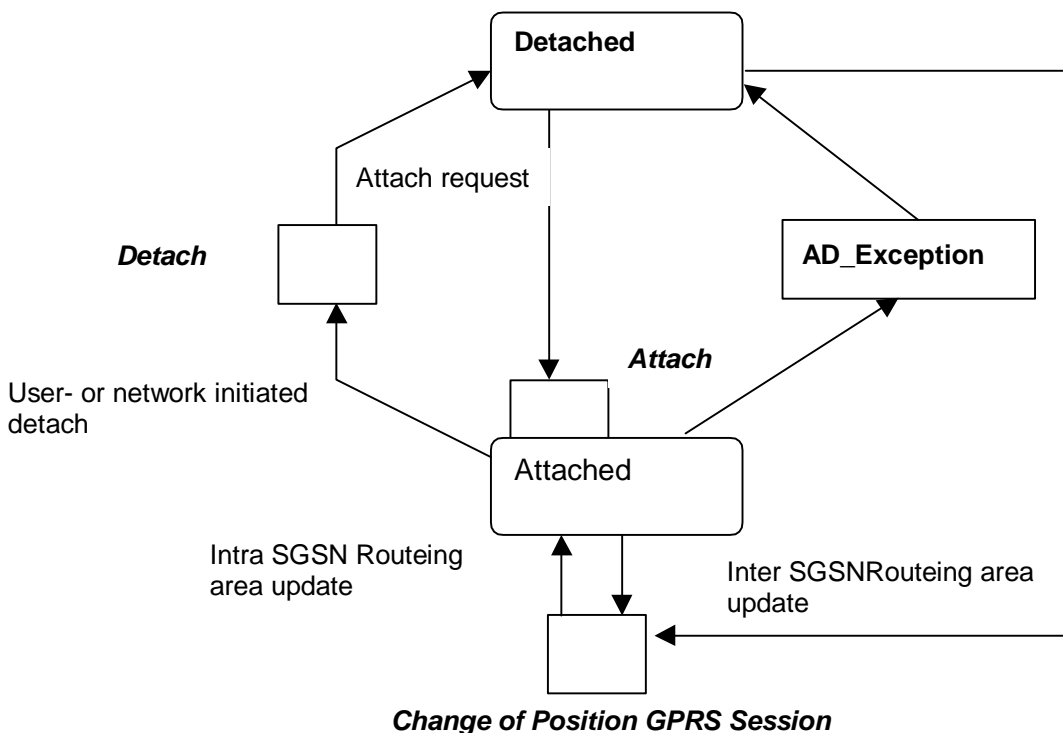 Detached
Attach request
Detach
AD_Exception
Attach
User- or network initiated
detach
Attached
Intra SGSN Routeing
area update
Inter SGSNRouteing area
update
Change of Position GPRS Session